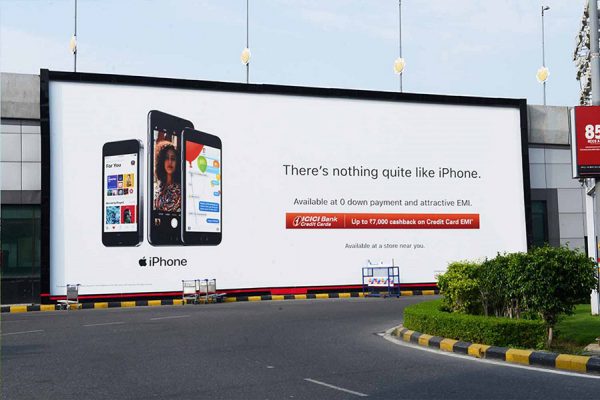 For You
iPhone
There's nothing quite like iPhone.
Available at 0 down payment and attractive EMI.
ICICI Bank
Credit Cards
Up to ₹7,000 cashback on Credit Card EMI*
Available at a store near you.
85